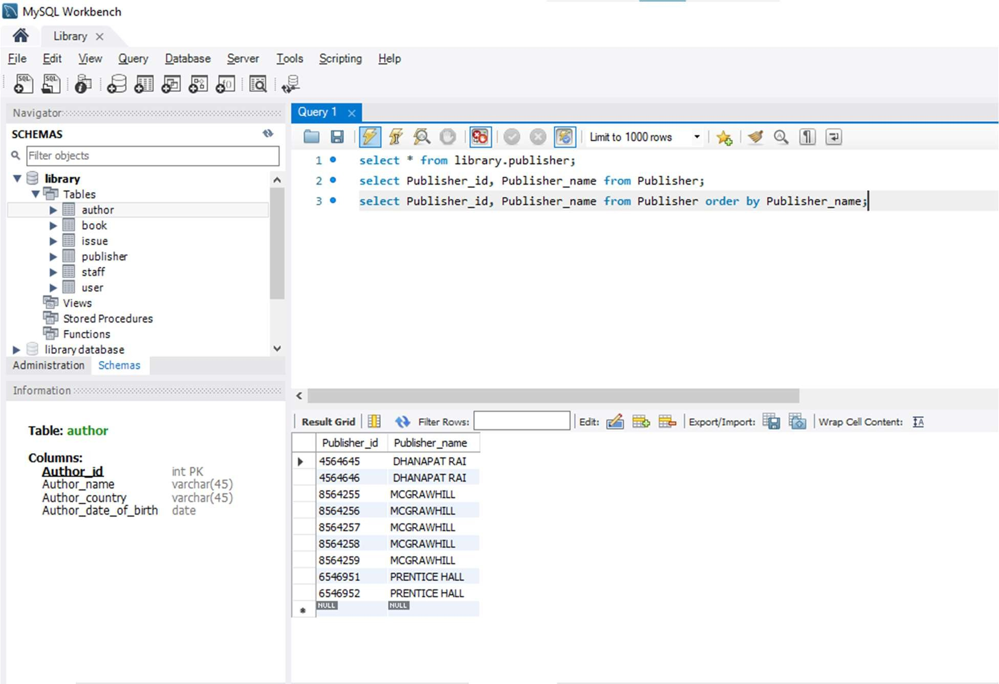 MySQL Workbench
Library
File Edit View Query Database Server Tools Scripting Help
SQL SQL
Navigator
SCHEMAS
Filter objects
library
Tables
author
book
issue
publisher
staff
user
Views
Stored Procedures
Functions
library database
Administration Schemas
Information
Table: author
Columns:
Author_id int PK
Author_name varchar(45)
Author_country varchar(45)
Author_date_of_birth date
Query 1
Limit to 1000 rows
1 select * from library.publisher;
2 select Publisher_id, Publisher_name from Publisher;
3 select Publisher_id, Publisher_name from Publisher order by Publisher_name;
Result Grid Filter Rows: Edit: Export/Import: Wrap Cell Content:
Publisher_id Publisher_name
4564645 DHANAPAT RAI
4564646 DHANAPAT RAI
8564255 MCGRAWHILL
8564256 MCGRAWHILL
8564257 MCGRAWHILL
8564258 MCGRAWHILL
8564259 MCGRAWHILL
6546951 PRENTICE HALL
6546952 PRENTICE HALL
NULL NULL